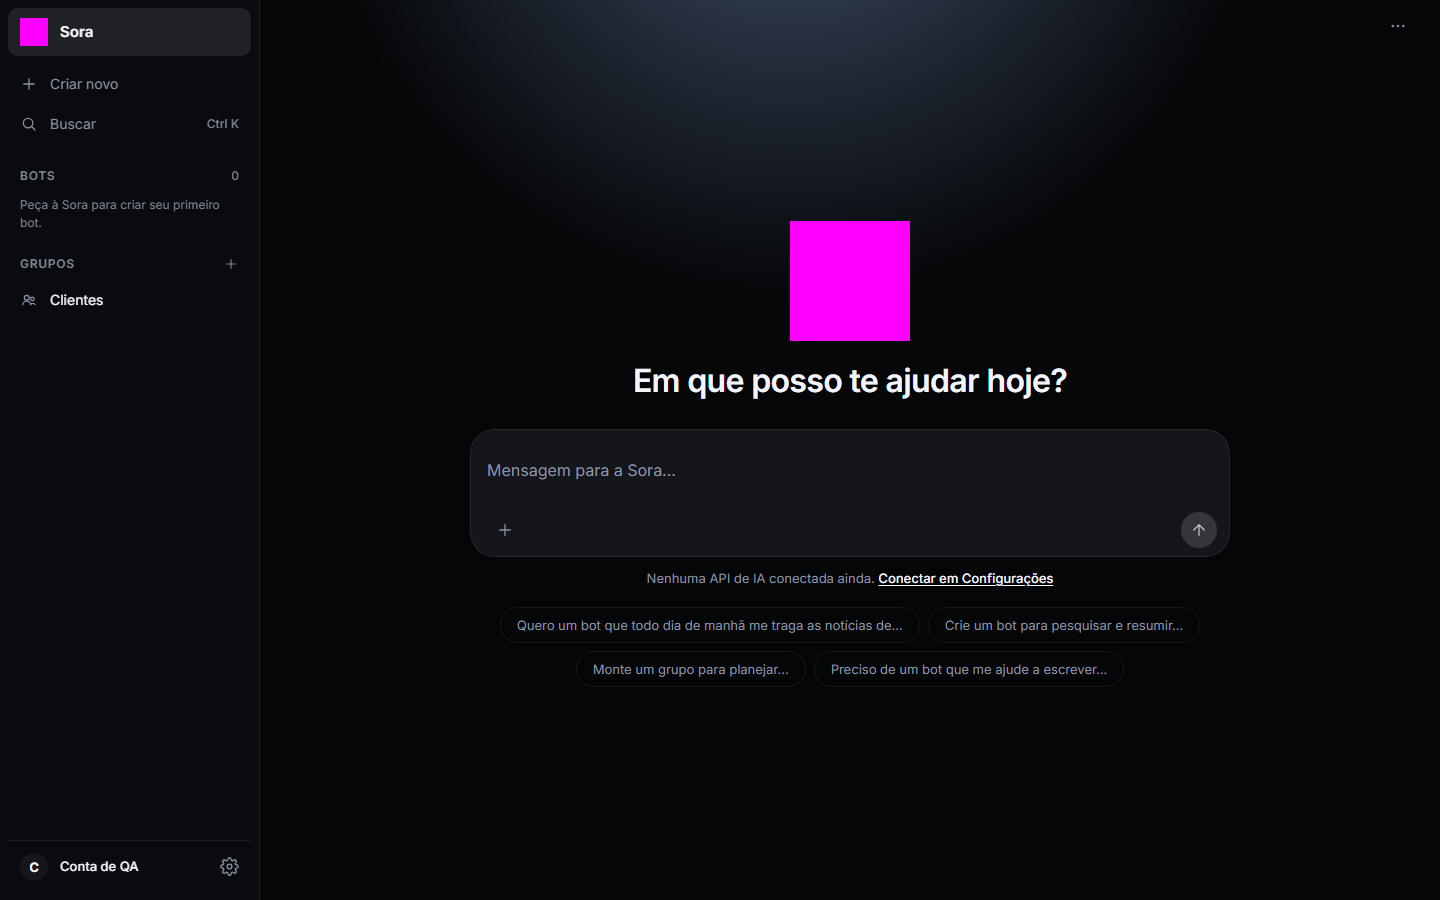 Sora
Criar novo
Buscar Ctrl K
BOTS 0
Peça à Sora para criar seu primeiro
bot.
GRUPOS
Clientes
Em que posso te ajudar hoje?
Mensagem para a Sora...
Nenhuma API de IA conectada ainda. Conectar em Configurações
Quero um bot que todo dia de manhã me traga as notícias de...
Crie um bot para pesquisar e resumir...
Monte um grupo para planejar...
Preciso de um bot que me ajude a escrever...
C Conta de QA